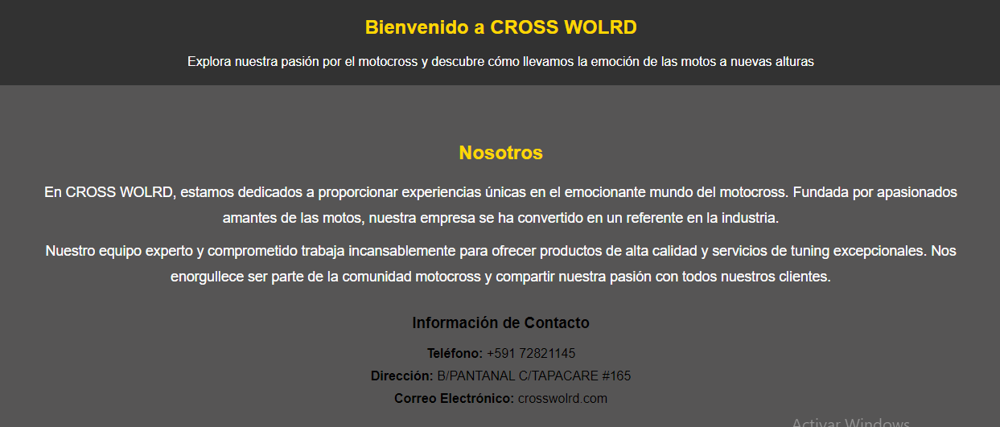 Bienvenido a CROSS WOLRD
Explora nuestra pasión por el motocross y descubre cómo llevamos la emoción de las motos a nuevas alturas
Nosotros
En CROSS WOLRD, estamos dedicados a proporcionar experiencias únicas en el emocionante mundo del motocross. Fundada por apasionados
amantes de las motos, nuestra empresa se ha convertido en un referente en la industria.
Nuestro equipo experto y comprometido trabaja incansablemente para ofrecer productos de alta calidad y servicios de tuning excepcionales. Nos
enorgullece ser parte de la comunidad motocross y compartir nuestra pasión con todos nuestros clientes.
Información de Contacto
Teléfono: +591 72821145
Dirección: B/PANTANAL C/TAPACARE #165
Correo Electrónico: crosswolrd.com
Activar Windows